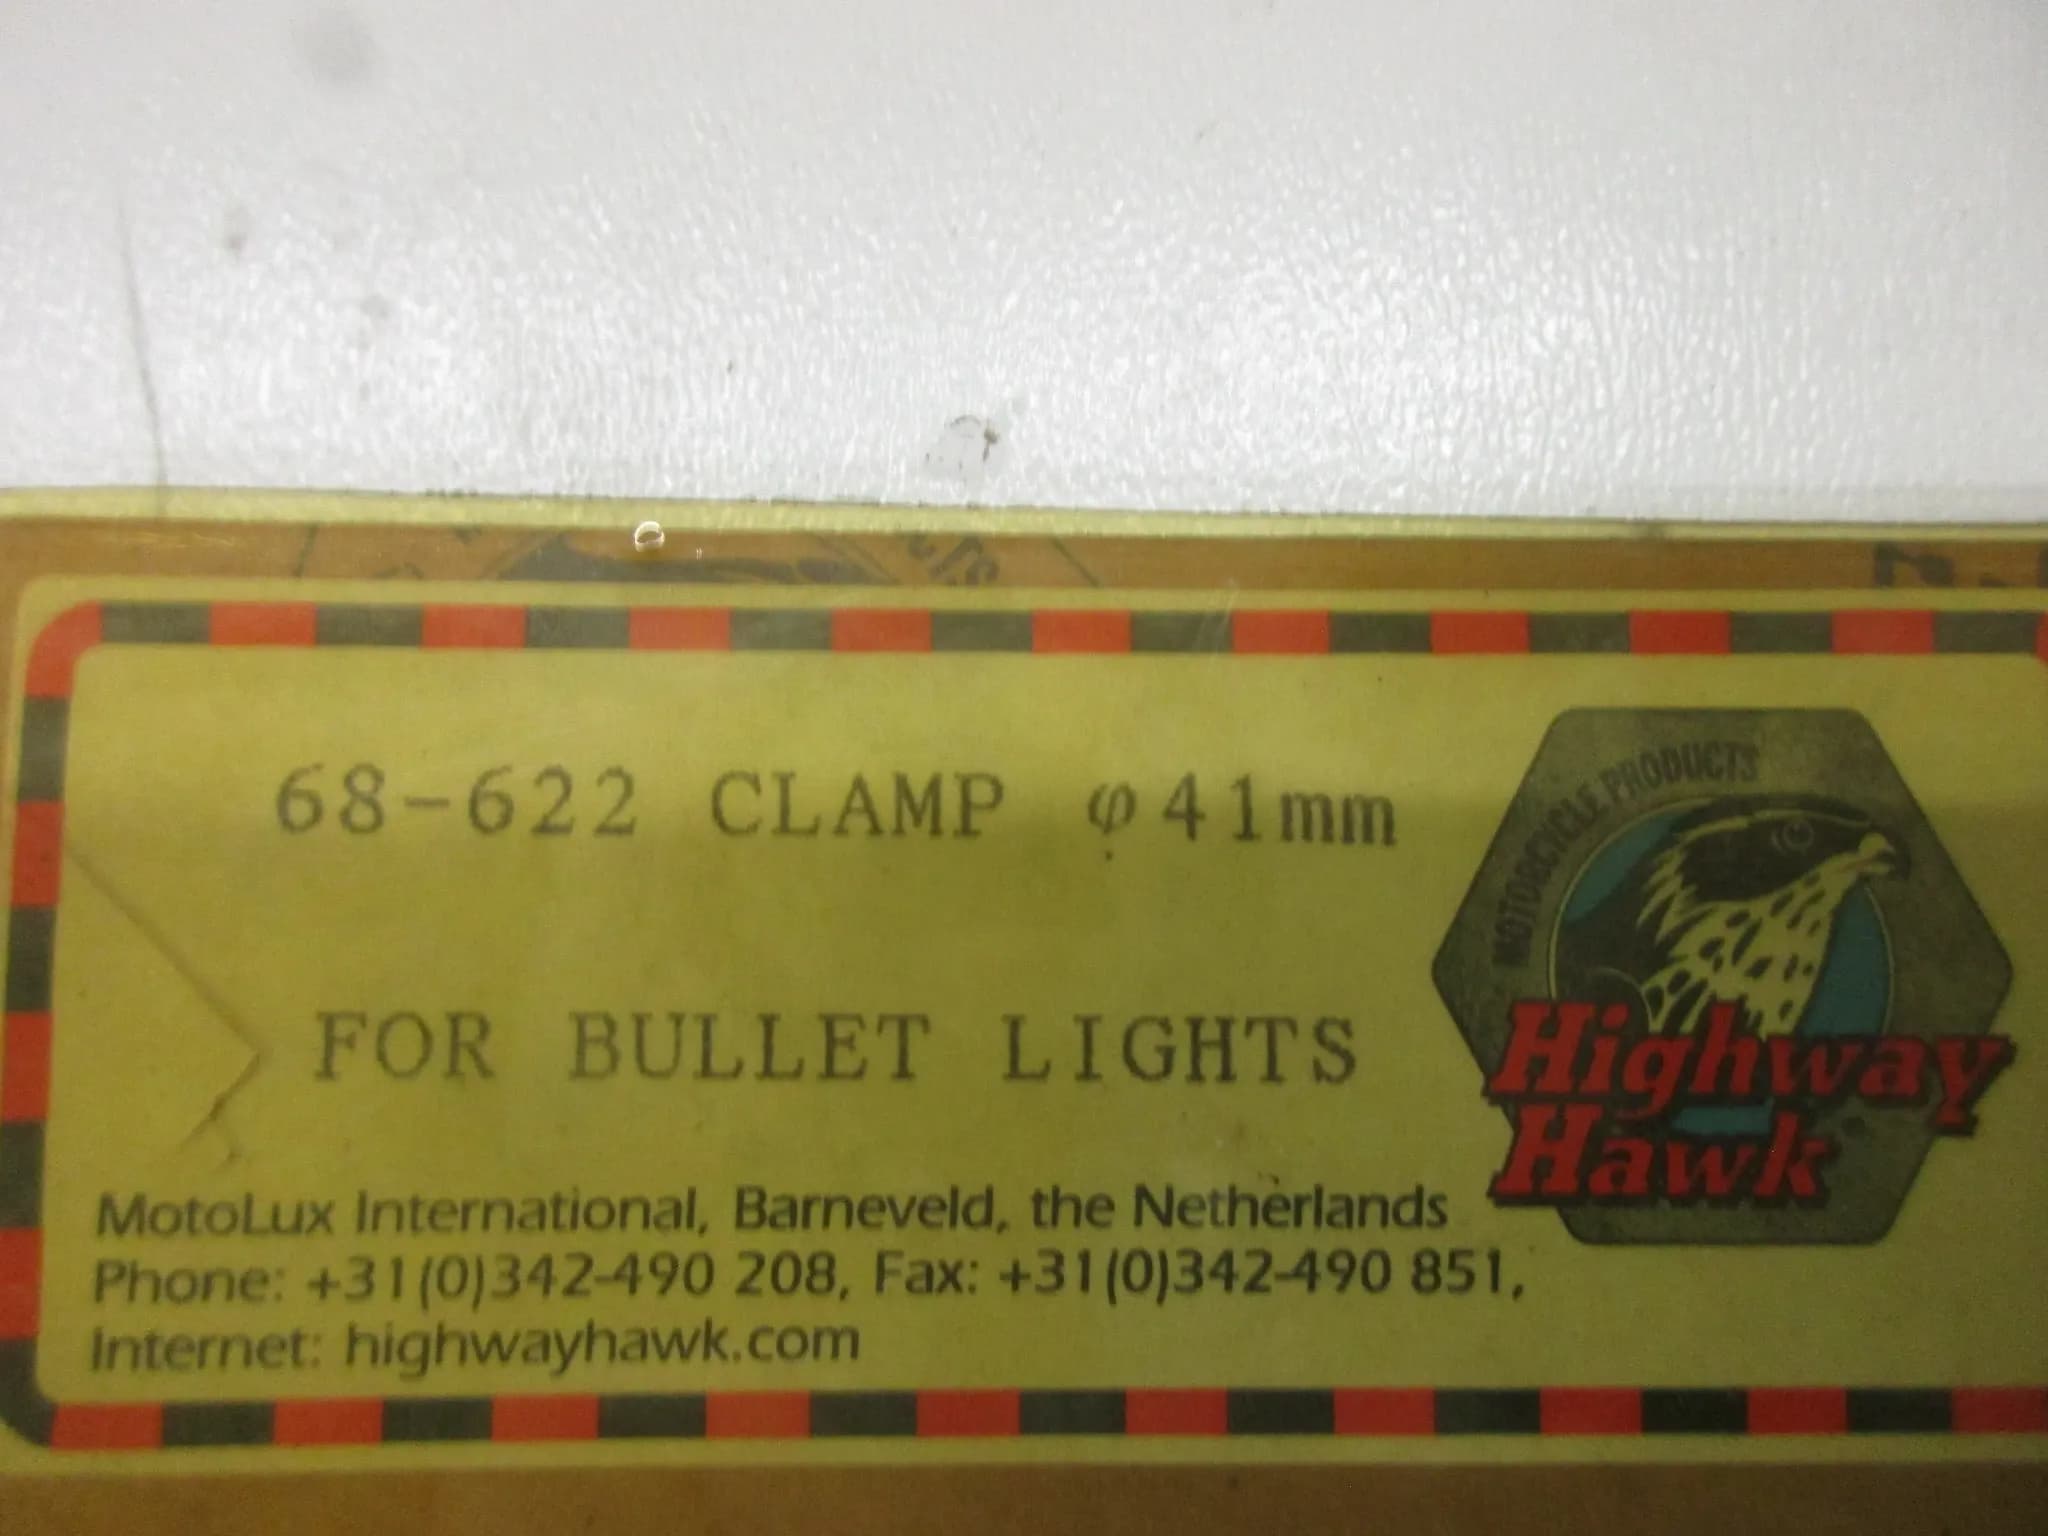 68-622 CLAMP φ41mm
FOR BULLET LIGHTS
MOTORCYCLE PRODUCTS
Highway
Hawk
MotoLux International, Barneveld, the Netherlands
Phone: +31(0)342-490 208, Fax: +31(0)342-490 851,
Internet: highwayhawk.com